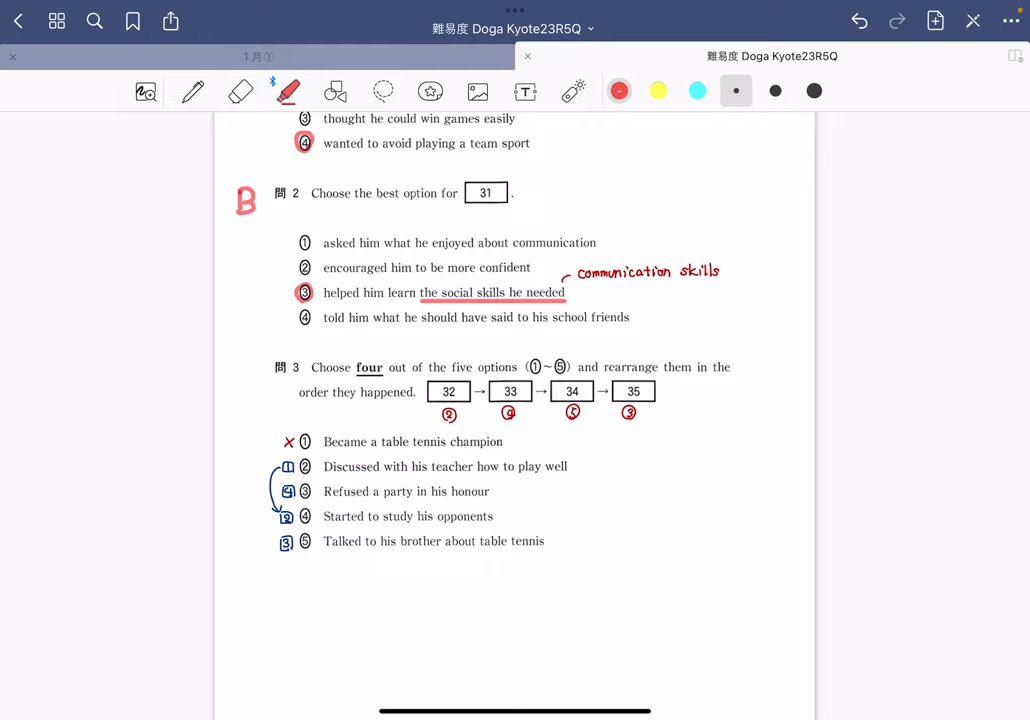 難易度 Doga Kyote23R5Q
1月① 難易度 Doga Kyote23R5Q
③ thought he could win games easily
④ wanted to avoid playing a team sport
B 問2 Choose the best option for 31 .
① asked him what he enjoyed about communication
② encouraged him to be more confident
communication skills
③ helped him learn the social skills he needed
④ told him what he should have said to his school friends
問3 Choose four out of the five options (①~⑤) and rearrange them in the
order they happened. 32 → 33 → 34 → 35
② ④ ⑤ ③
× ① Became a table tennis champion
1 ② Discussed with his teacher how to play well
4 ③ Refused a party in his honour
2 ④ Started to study his opponents
3 ⑤ Talked to his brother about table tennis